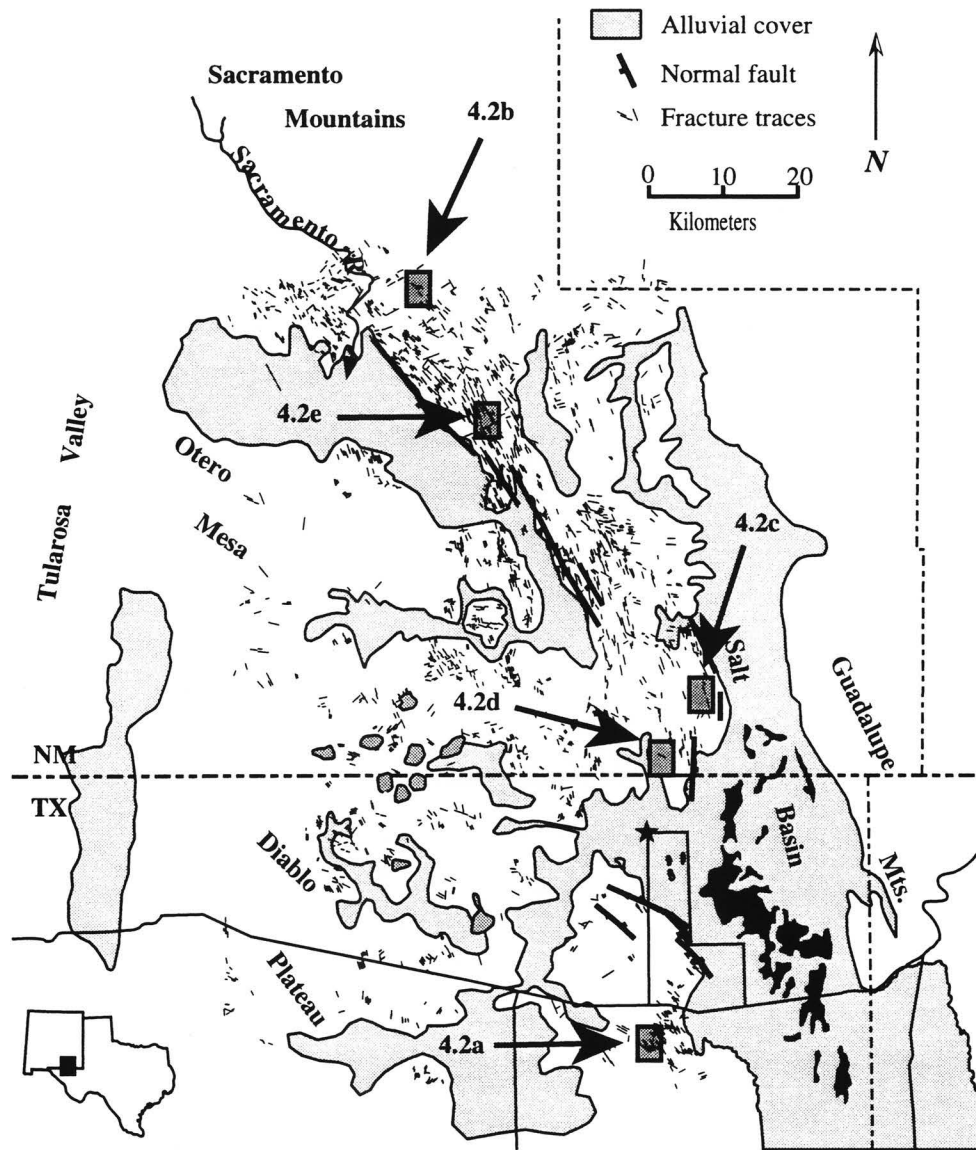 Alluvial cover
Normal fault
Fracture traces
N
0 10 20
Kilometers
Sacramento
Mountains
4.2b
Sacramento R.
4.2e
Otero
Mesa
Tularosa Valley
4.2c
Salt
Basin
4.2d
Guadalupe
Mts.
NM
TX
Diablo
Plateau
4.2a